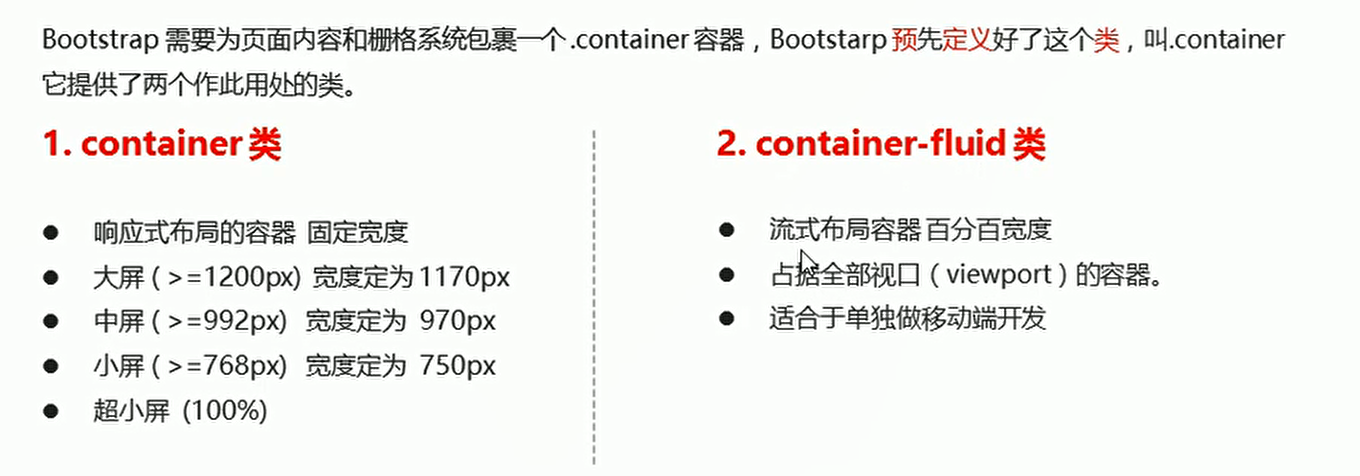 Bootstrap 需要为页面内容和栅格系统包裹一个 .container 容器，Bootstarp 预先定义好了这个类，叫.container
它提供了两个作此用处的类。
1. container 类
响应式布局的容器 固定宽度
大屏 ( >=1200px) 宽度定为 1170px
中屏 ( >=992px) 宽度定为 970px
小屏 ( >=768px) 宽度定为 750px
超小屏 (100%)
2. container-fluid 类
流式布局容器 百分百宽度
占据全部视口（viewport）的容器。
适合于单独做移动端开发